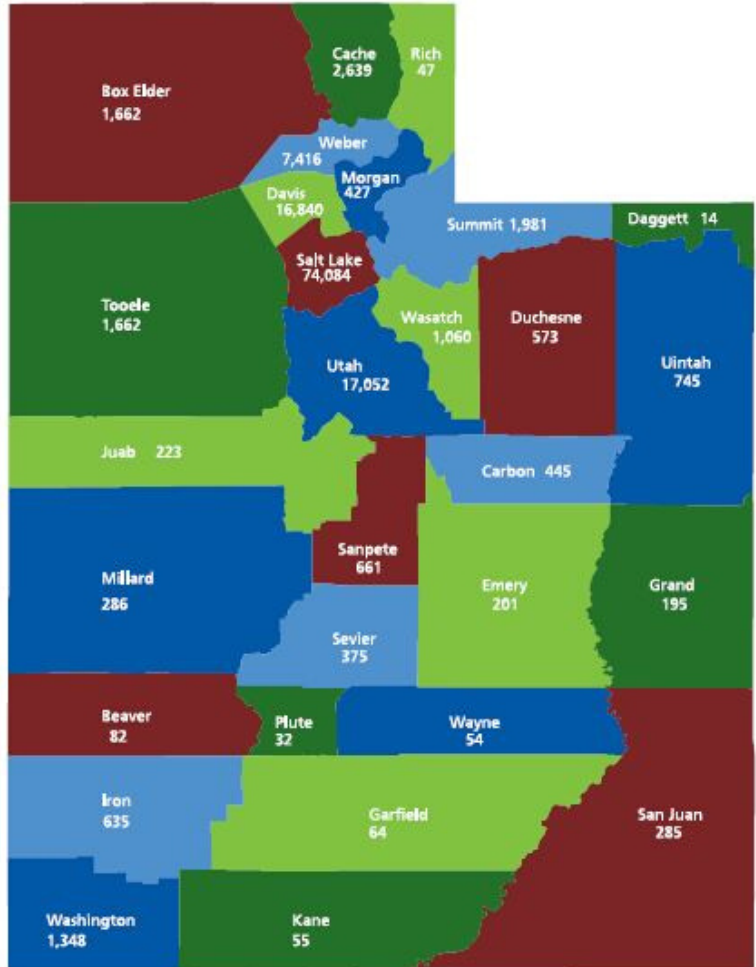 Cache
2,639
Rich
47
Box Elder
1,662
Weber
7,416
Morgan
427
Davis
16,840
Summit 1,981
Daggett 14
Salt Lake
74,084
Tooele
1,662
Wasatch
1,060
Duchesne
573
Utah
17,052
Uintah
745
Juab 223
Carbon 445
Sanpete
661
Millard
286
Emery
201
Grand
195
Sevier
375
Beaver
82
Plute
32
Wayne
54
Iron
635
Garfield
64
San Juan
285
Washington
1,348
Kane
55